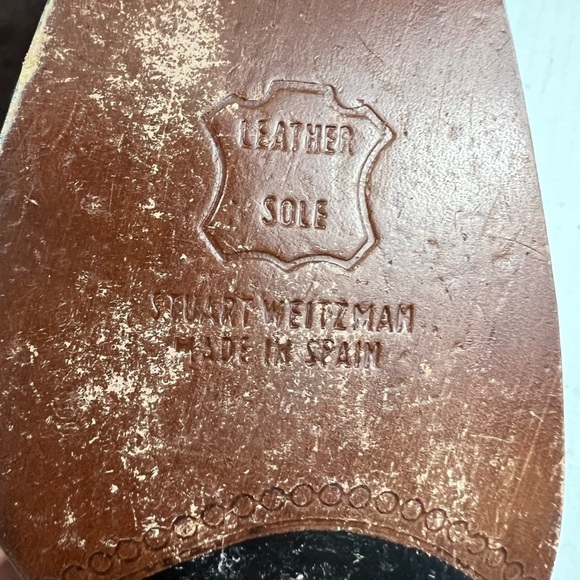 LEATHER
SOLE
STUART WEITZMAN
MADE IN SPAIN